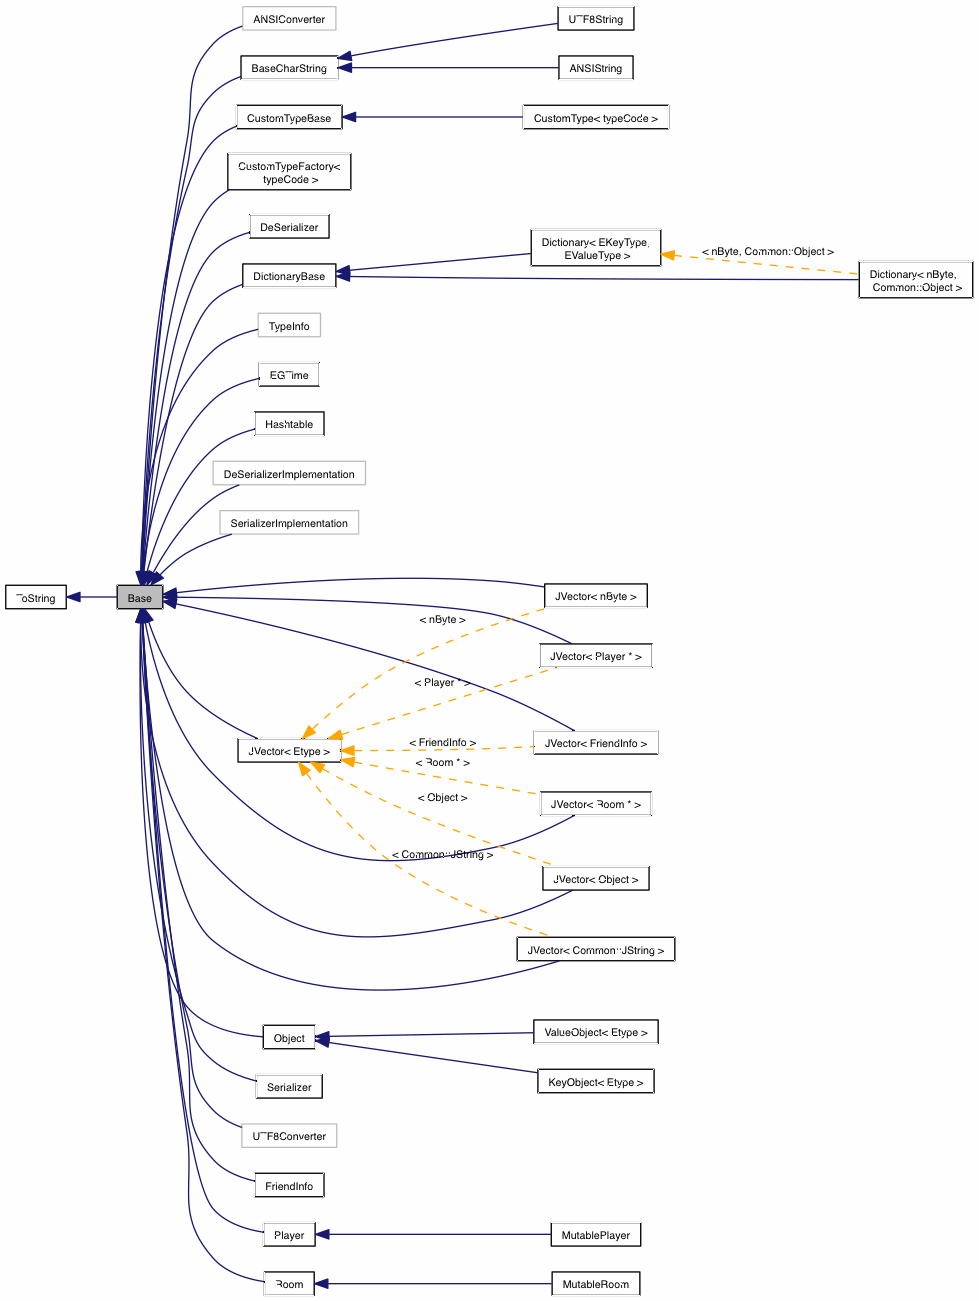 ANSIConverter
UTF8String
BaseCharString
ANSIString
CustomTypeBase
CustomType< typeCode >
CustomTypeFactory<
typeCode >
DeSerializer
Dictionary< EKeyType,
EValueType >
< nByte, Common::Object >
DictionaryBase
Dictionary< nByte,
Common::Object >
TypeInfo
EGTime
Hashtable
DeSerializerImplementation
SerializerImplementation
ToString
Base
JVector< nByte >
< nByte >
JVector< Player * >
< Player * >
JVector< Etype >
< FriendInfo >
JVector< FriendInfo >
< Room * >
JVector< Room * >
< Object >
< Common::JString >
JVector< Object >
JVector< Common::JString >
Object
ValueObject< Etype >
KeyObject< Etype >
Serializer
UTF8Converter
FriendInfo
Player
MutablePlayer
Room
MutableRoom